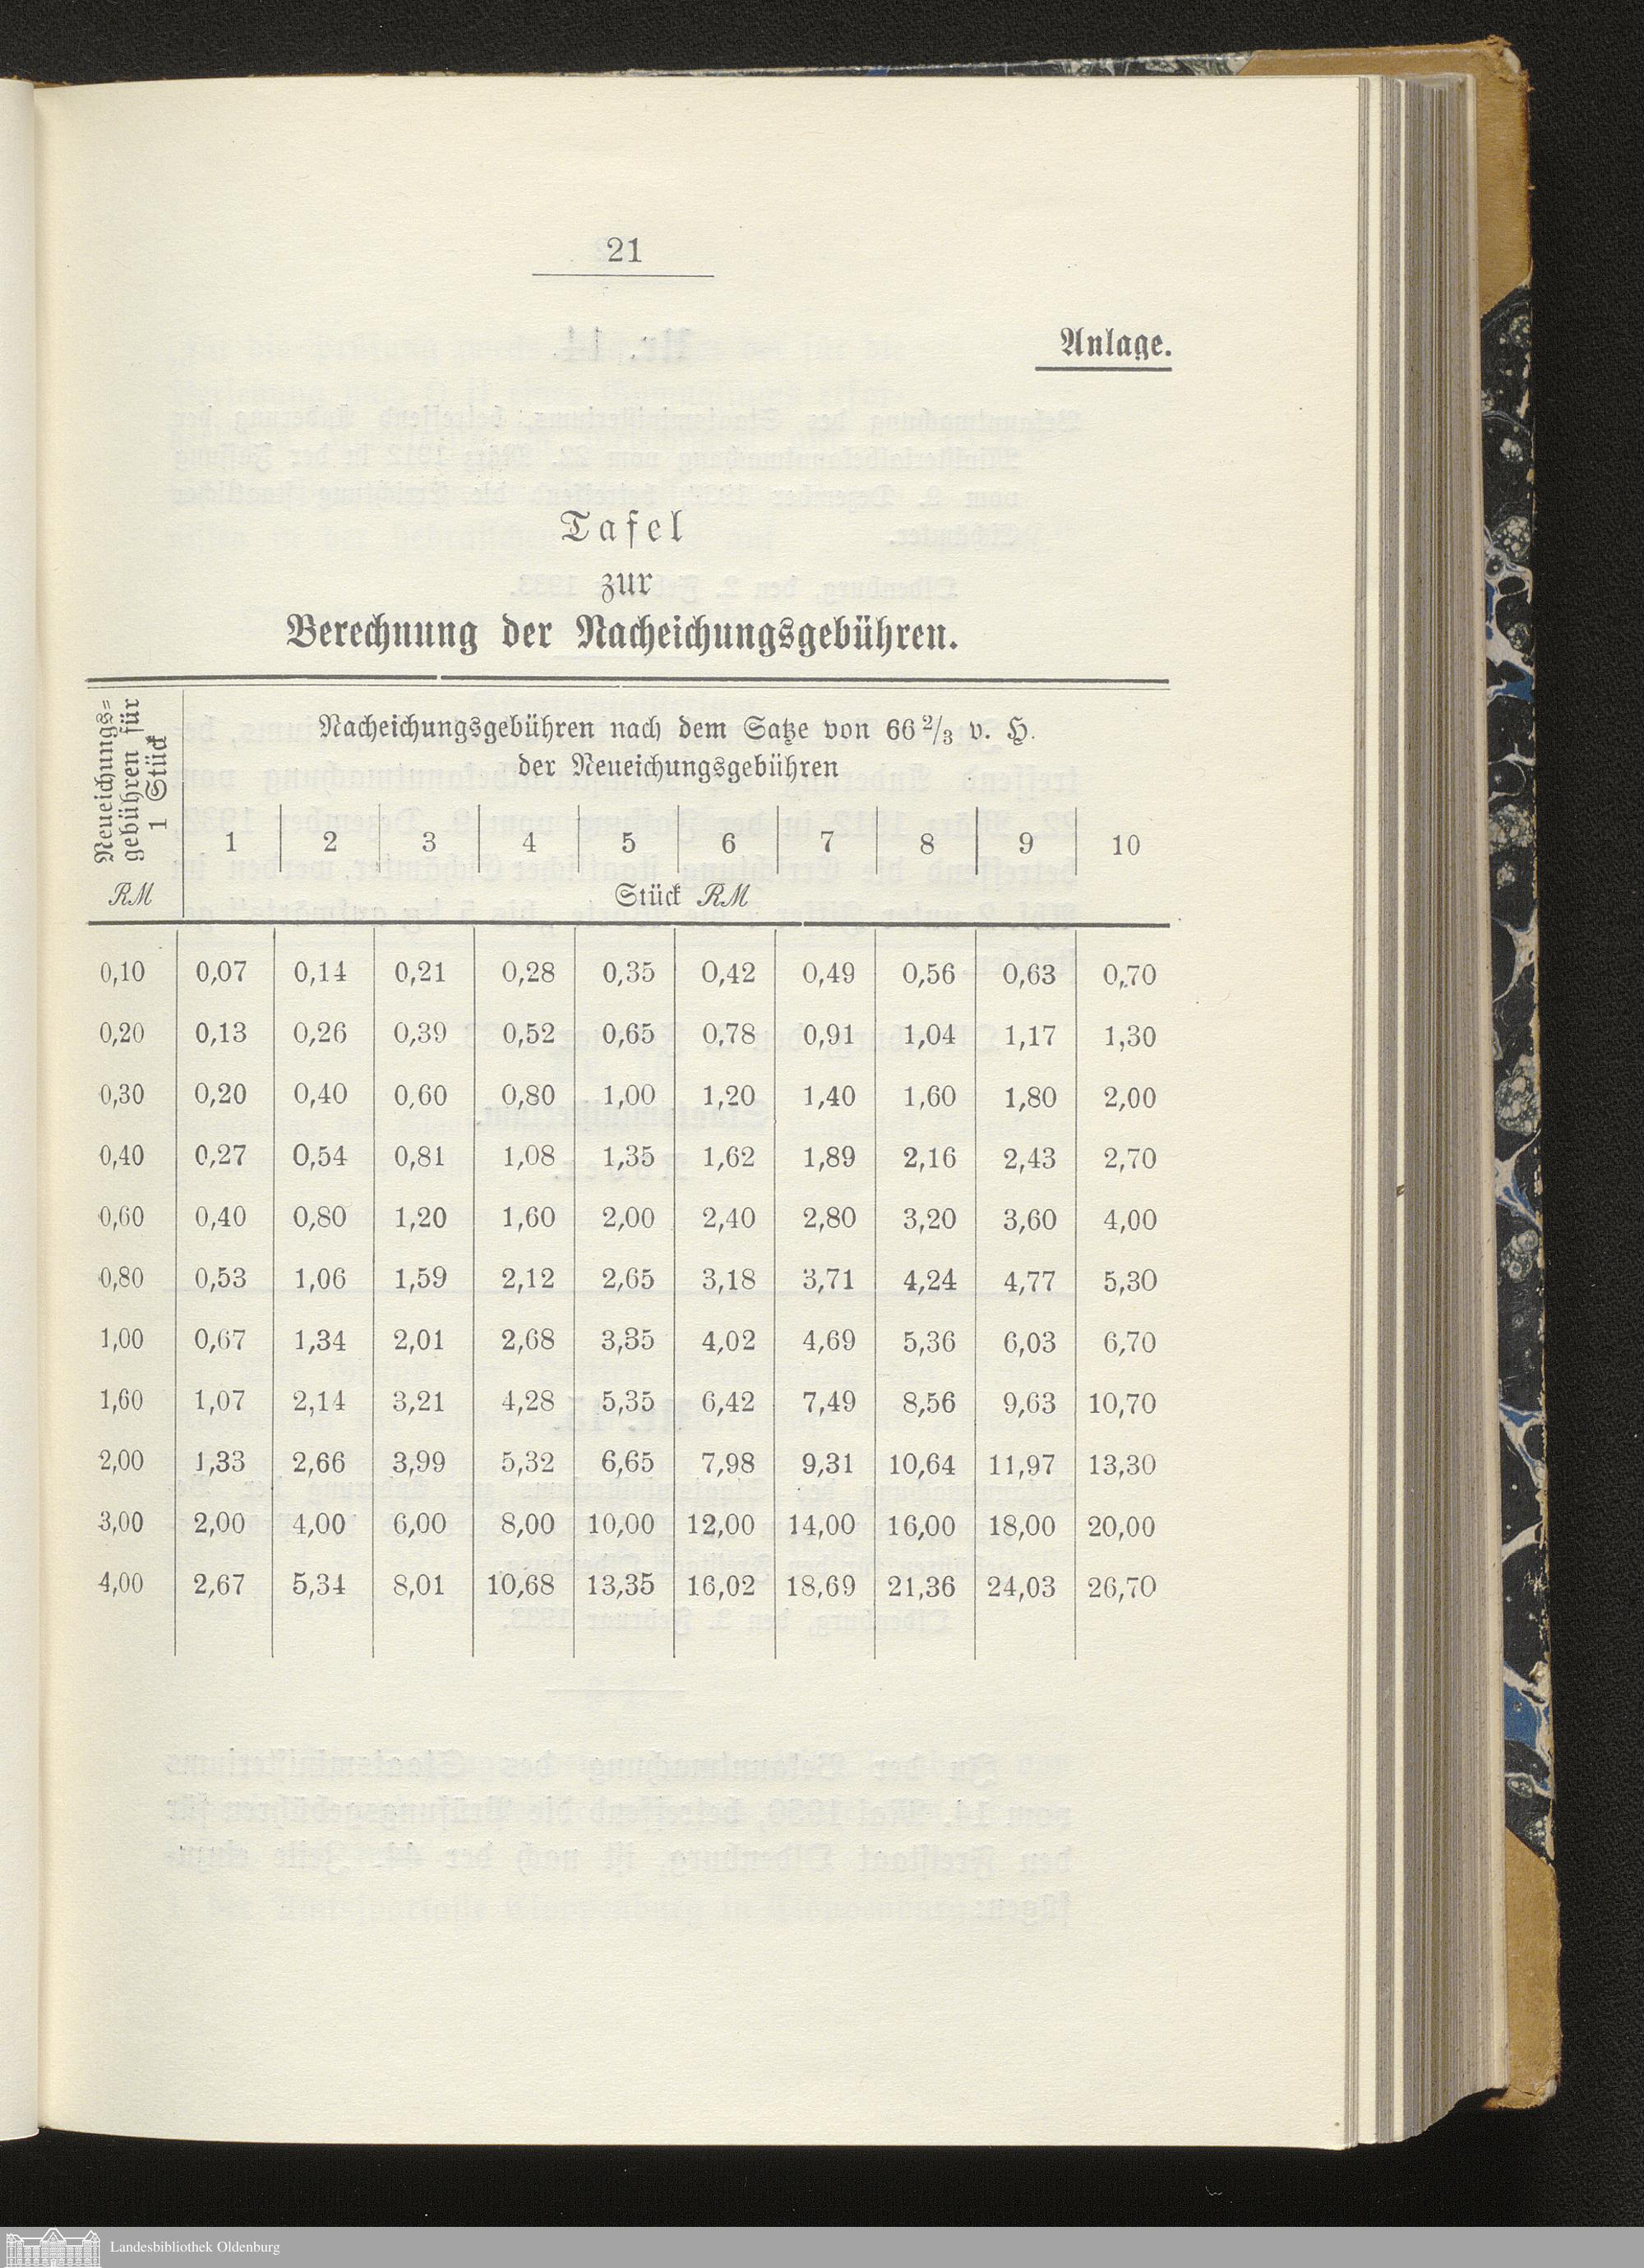 21
Anlage.
Tafel
zur
Berechnung der Nacheichungsgebühren.
Neueichungs=
gebühren für
1 Stück
RM
Nacheichungsgebühren nach dem Satze von 66 2/3 v. H.
der Neueichungsgebühren
1 2 3 4 5 6 7 8 9 10
Stück RM
0,10 0,07 0,14 0,21 0,28 0,35 0,42 0,49 0,56 0,63 0,70
0,20 0,13 0,26 0,39 0,52 0,65 0,78 0,91 1,04 1,17 1,30
0,30 0,20 0,40 0,60 0,80 1,00 1,20 1,40 1,60 1,80 2,00
0,40 0,27 0,54 0,81 1,08 1,35 1,62 1,89 2,16 2,43 2,70
0,60 0,40 0,80 1,20 1,60 2,00 2,40 2,80 3,20 3,60 4,00
0,80 0,53 1,06 1,59 2,12 2,65 3,18 3,71 4,24 4,77 5,30
1,00 0,67 1,34 2,01 2,68 3,35 4,02 4,69 5,36 6,03 6,70
1,60 1,07 2,14 3,21 4,28 5,35 6,42 7,49 8,56 9,63 10,70
2,00 1,33 2,66 3,99 5,32 6,65 7,98 9,31 10,64 11,97 13,30
3,00 2,00 4,00 6,00 8,00 10,00 12,00 14,00 16,00 18,00 20,00
4,00 2,67 5,34 8,01 10,68 13,35 16,02 18,69 21,36 24,03 26,70
Landesbibliothek Oldenburg